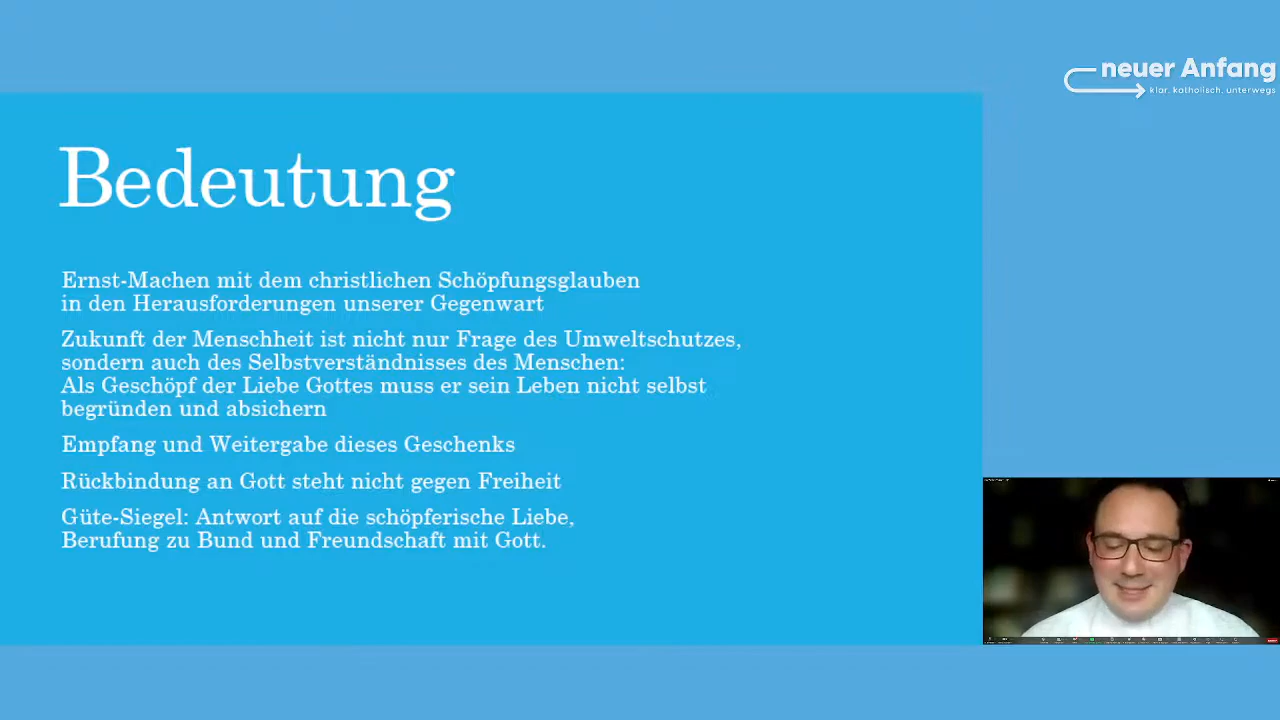 neuer Anfang
klar, katholisch, unterwegs
Bedeutung
Ernst-Machen mit dem christlichen Schöpfungsglauben
in den Herausforderungen unserer Gegenwart
Zukunft der Menschheit ist nicht nur Frage des Umweltschutzes,
sondern auch des Selbstverständnisses des Menschen:
Als Geschöpf der Liebe Gottes muss er sein Leben nicht selbst
begründen und absichern
Empfang und Weitergabe dieses Geschenks
Rückbindung an Gott steht nicht gegen Freiheit
Güte-Siegel: Antwort auf die schöpferische Liebe,
Berufung zu Bund und Freundschaft mit Gott.